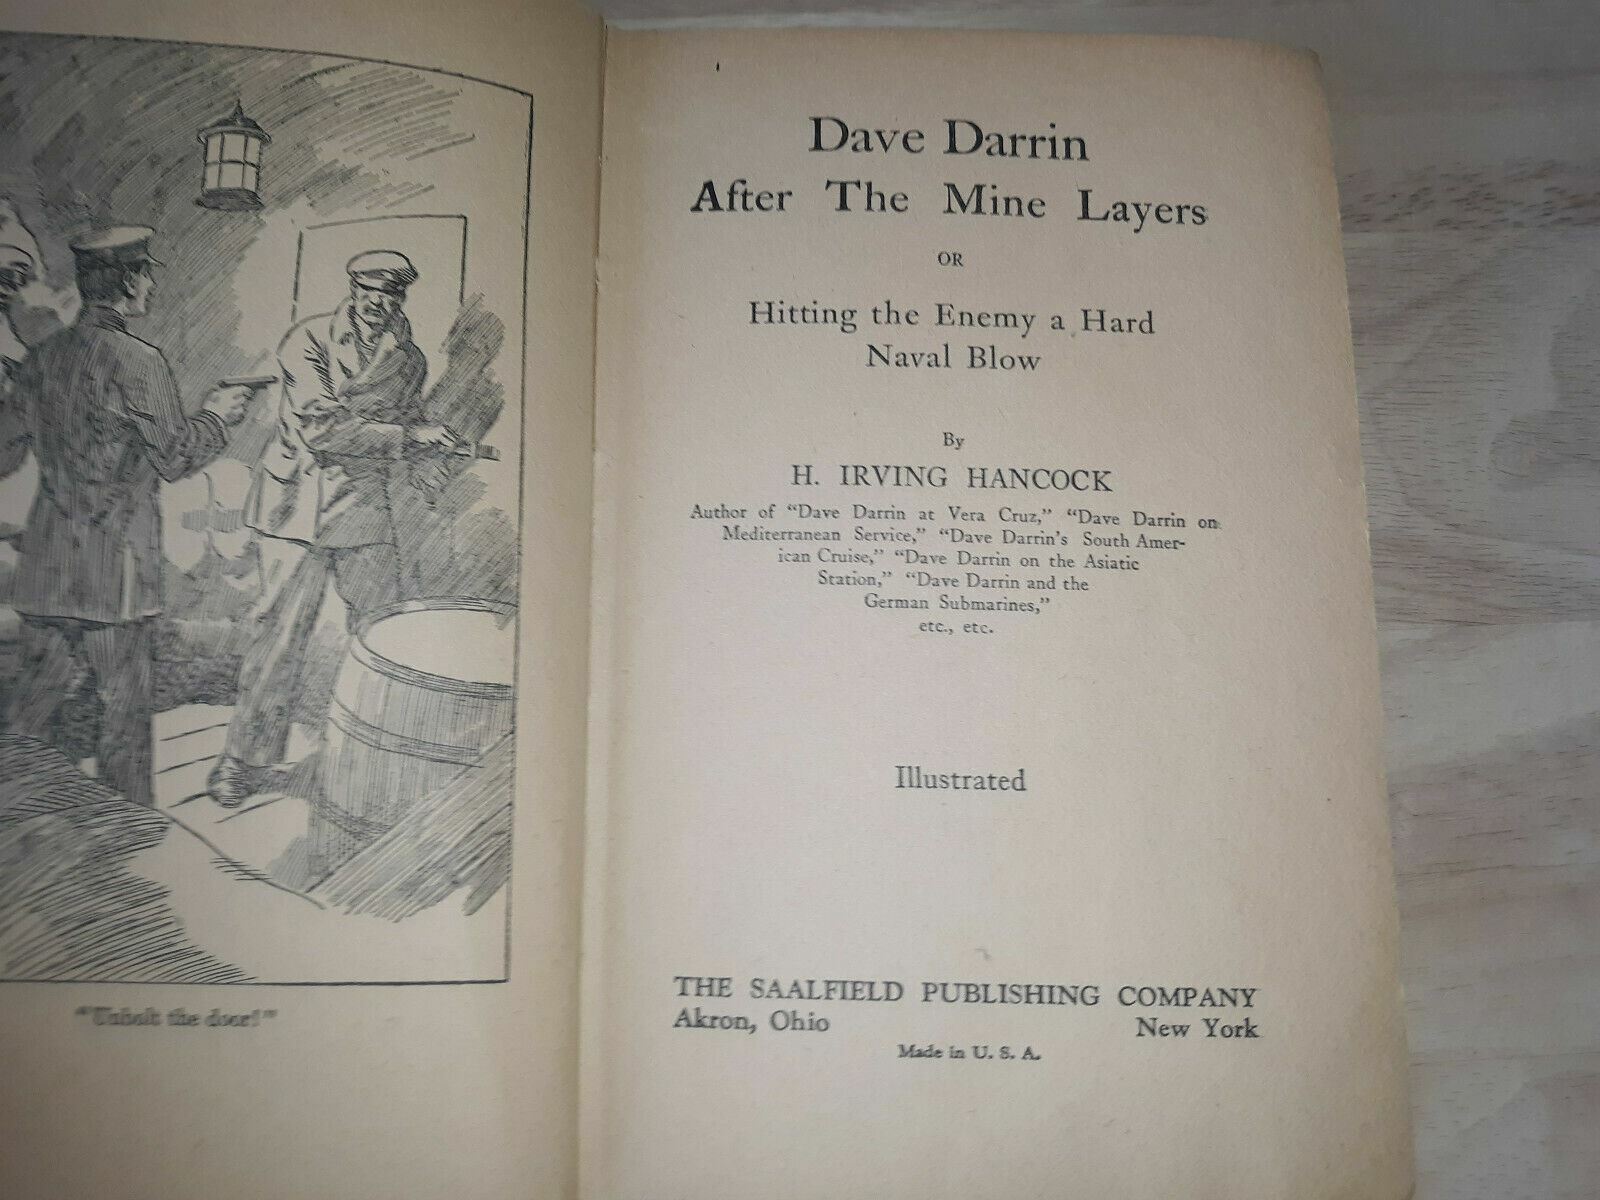 "Unbolt the door!"
Dave Darrin
After The Mine Layers
OR
Hitting the Enemy a Hard
Naval Blow
By
H. IRVING HANCOCK
Author of "Dave Darrin at Vera Cruz," "Dave Darrin on
Mediterranean Service," "Dave Darrin's South Amer-
ican Cruise," "Dave Darrin on the Asiatic
Station," "Dave Darrin and the
German Submarines,"
etc., etc.
Illustrated
THE SAALFIELD PUBLISHING COMPANY
Akron, Ohio New York
Made in U. S. A.